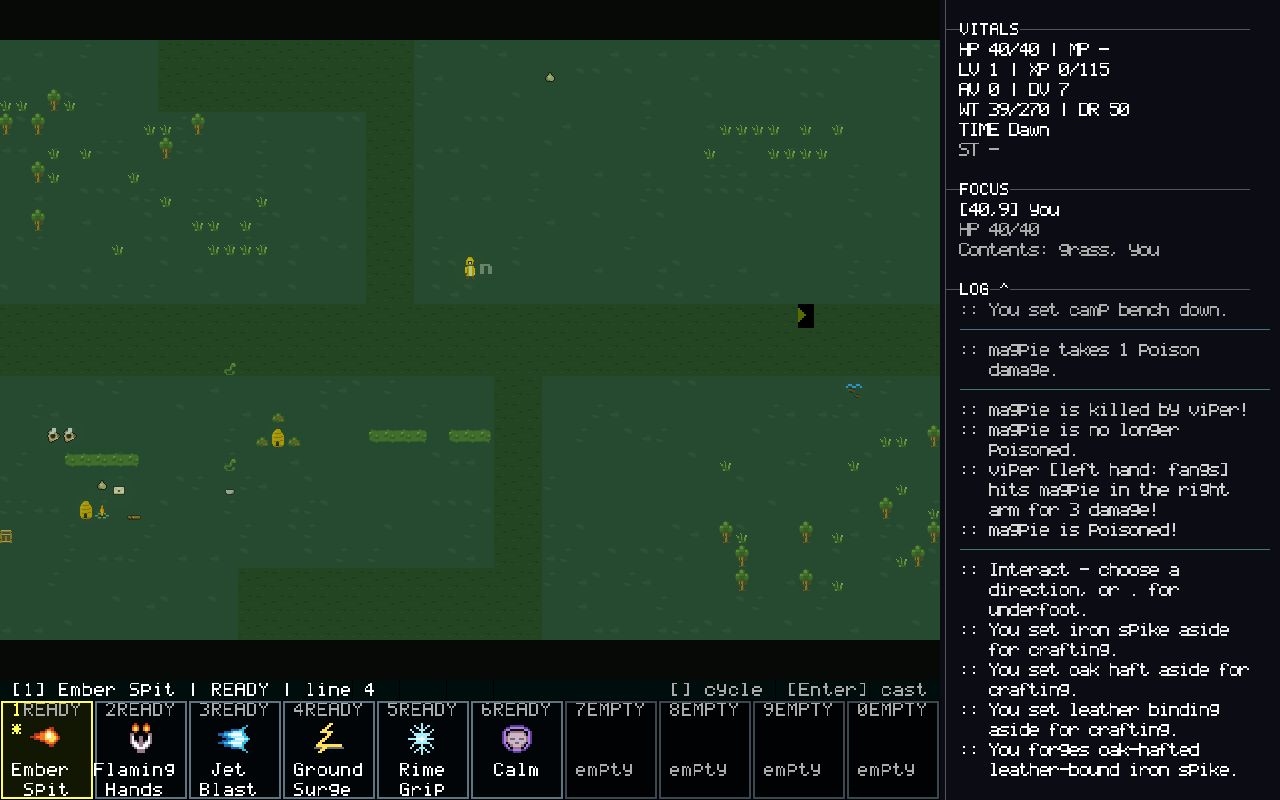 VITALS
HP 40/40 | MP -
LV 1 | XP 0/115
AV 0 | DV 7
WT 39/270 | DR 50
TIME Dawn
ST -
FOCUS
[40,9] You
HP 40/40
Contents: grass, You
LOG ^
:: You set camp bench down.
:: magpie takes 1 Poison
damage.
:: magpie is killed by viper!
:: magpie is no longer
Poisoned.
:: viper [left hand: fangs]
hits magpie in the right
arm for 3 damage!
:: magpie is Poisoned!
:: Interact - choose a
direction, or . for
underfoot.
:: You set iron spike aside
for crafting.
:: You set oak haft aside for
crafting.
:: You set leather binding
aside for crafting.
:: You forges oak-hafted
leather-bound iron spike.
n
[1] Ember Spit | READY | line 4
[] cycle [Enter] cast
1READY 2READY 3READY 4READY 5READY 6READY 7EMPTY 8EMPTY 9EMPTY 0EMPTY
*
Ember Flaming Jet Ground Rime Calm empty empty empty empty
Spit Hands Blast Surge Grip